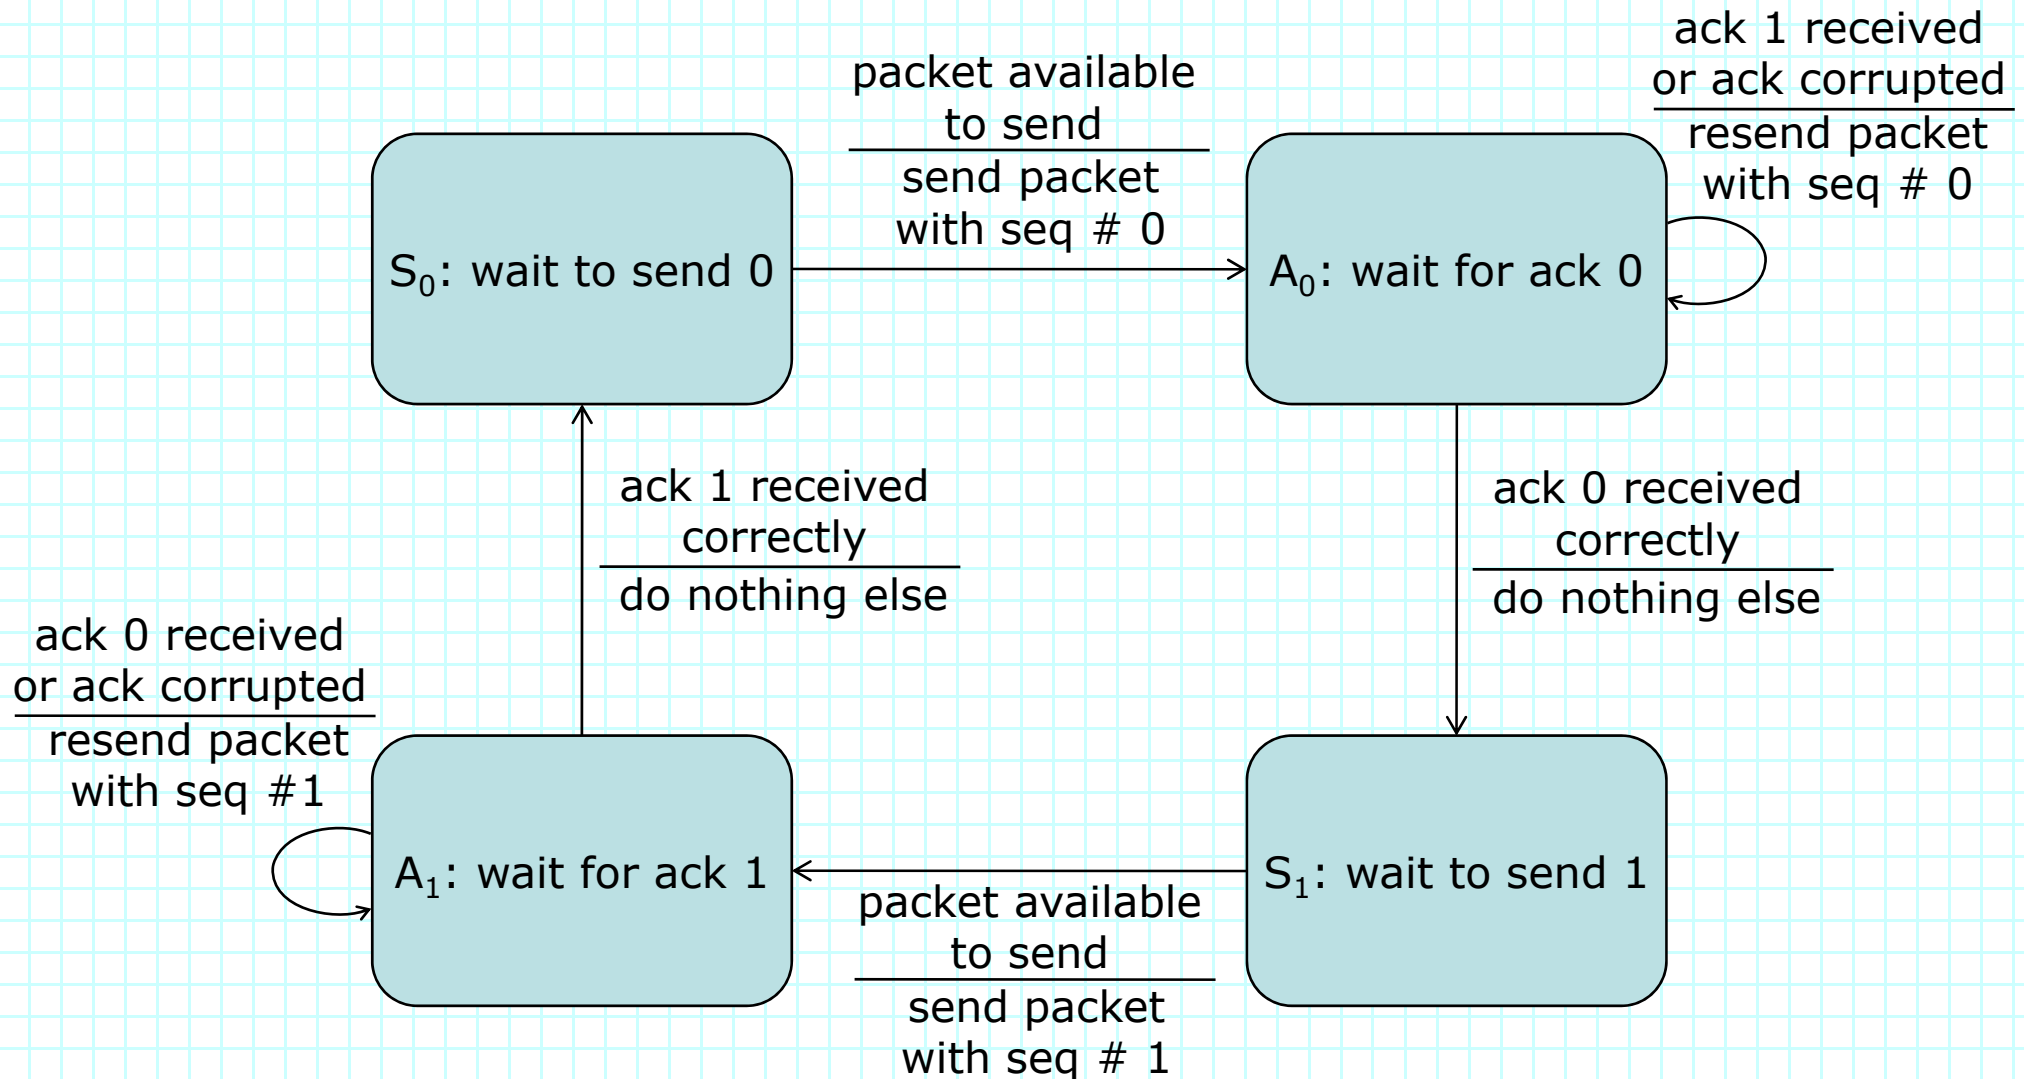 packet available
to send
send packet
with seq # 0
ack 1 received
or ack corrupted
resend packet
with seq # 0
S₀: wait to send 0
A₀: wait for ack 0
ack 1 received
correctly
do nothing else
ack 0 received
correctly
do nothing else
ack 0 received
or ack corrupted
resend packet
with seq #1
A₁: wait for ack 1
S₁: wait to send 1
packet available
to send
send packet
with seq # 1